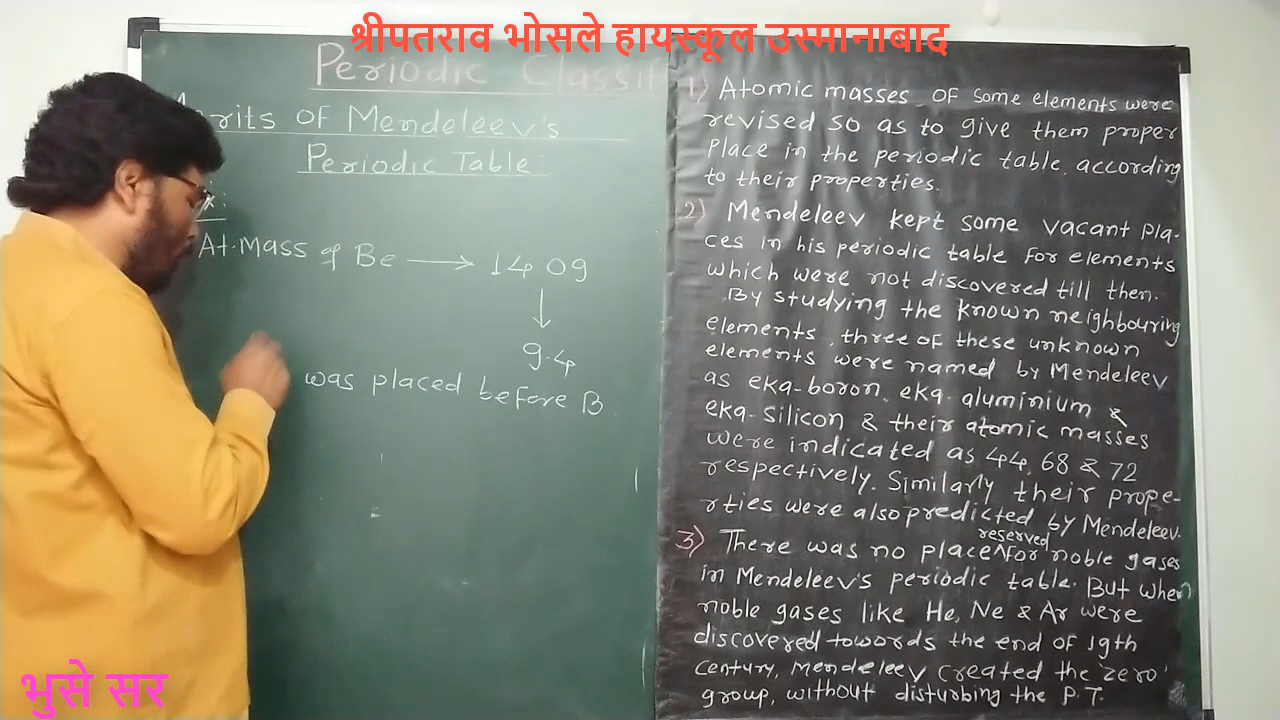 श्रीपतराव भोसले हायस्कूल उस्मानाबाद
Periodic Classif
Merits of Mendeleev's
Periodic Table:
Ex:
At. Mass of Be → 14.09
↓
9.4
was placed before B
1) Atomic masses of some elements were
revised so as to give them proper
Place in the periodic table, according
to their properties.
2) Mendeleev kept some vacant pla-
ces in his periodic table for elements
which were not discovered till then.
By studying the known neighbouring
elements, three of these unknown
elements were named by Mendeleev
as eka-boron, eka-aluminium &
eka-silicon & their atomic masses
were indicated as 44, 68 & 72
respectively. Similarly their prope-
rties were also predicted by Mendeleev.
3) There was no place ^reserved for noble gases
in Mendeleev's periodic table. But when
noble gases like He, Ne & Ar were
discovered towords the end of 19th
century, Mendeleev created the 'zero'
group, without disturbing the P.T.
भुसे सर